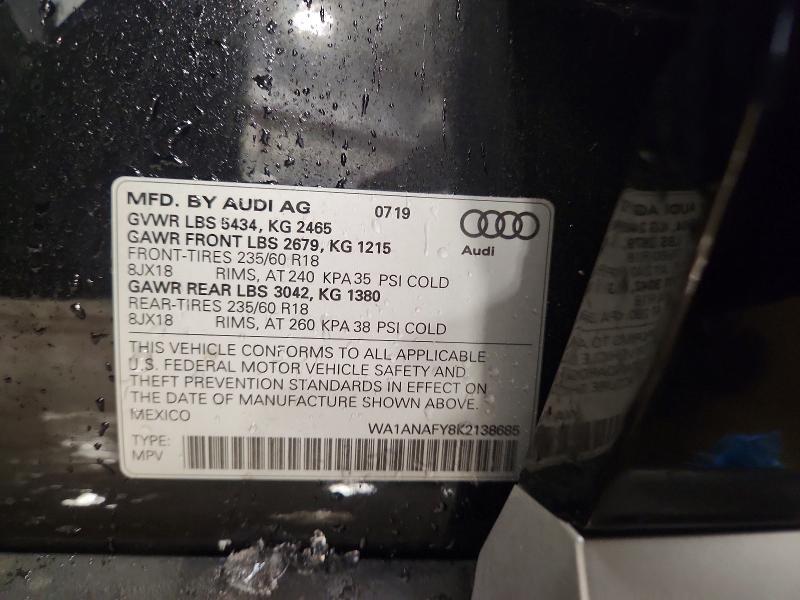 MFD. BY AUDI AG 0719
GVWR LBS 5434, KG 2465
GAWR FRONT LBS 2679, KG 1215
FRONT-TIRES 235/60 R18
8JX18 RIMS, AT 240 KPA 35 PSI COLD
GAWR REAR LBS 3042, KG 1380
REAR-TIRES 235/60 R18
8JX18 RIMS, AT 260 KPA 38 PSI COLD
Audi
THIS VEHICLE CONFORMS TO ALL APPLICABLE
U.S. FEDERAL MOTOR VEHICLE SAFETY AND
THEFT PREVENTION STANDARDS IN EFFECT ON
THE DATE OF MANUFACTURE SHOWN ABOVE.
MEXICO
WA1ANAFY8K2138685
TYPE:
MPV